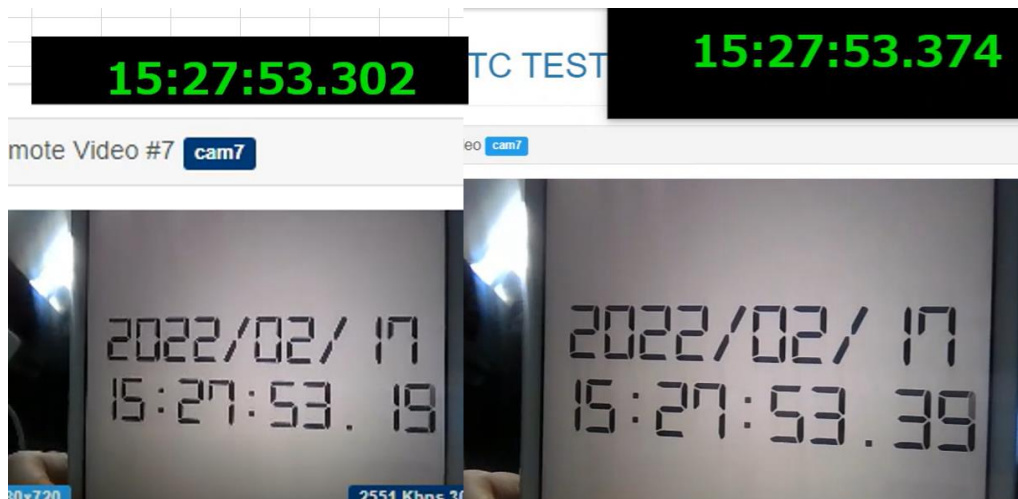 15:27:53.302
mote Video #7 cam7
2022/02/ 17
15:27:53. 19
2551 Kbps 30
TC TEST
15:27:53.374
eo cam7
2022/02/ 17
15:27:53.39